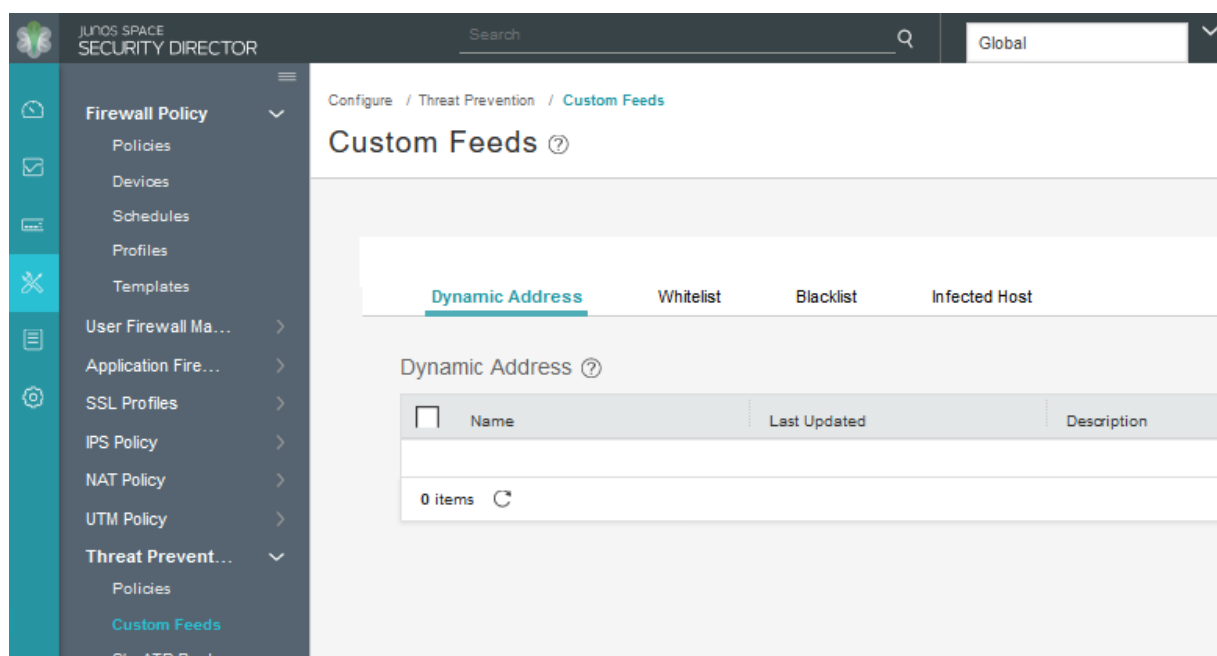 JUNOS SPACE
SECURITY DIRECTOR
Search
Global
Firewall Policy
Policies
Devices
Schedules
Profiles
Templates
User Firewall Ma...
Application Fire...
SSL Profiles
IPS Policy
NAT Policy
UTM Policy
Threat Prevent...
Policies
Custom Feeds
Configure / Threat Prevention / Custom Feeds
Custom Feeds
Dynamic Address Whitelist Blacklist Infected Host
Dynamic Address
Name Last Updated Description
0 items